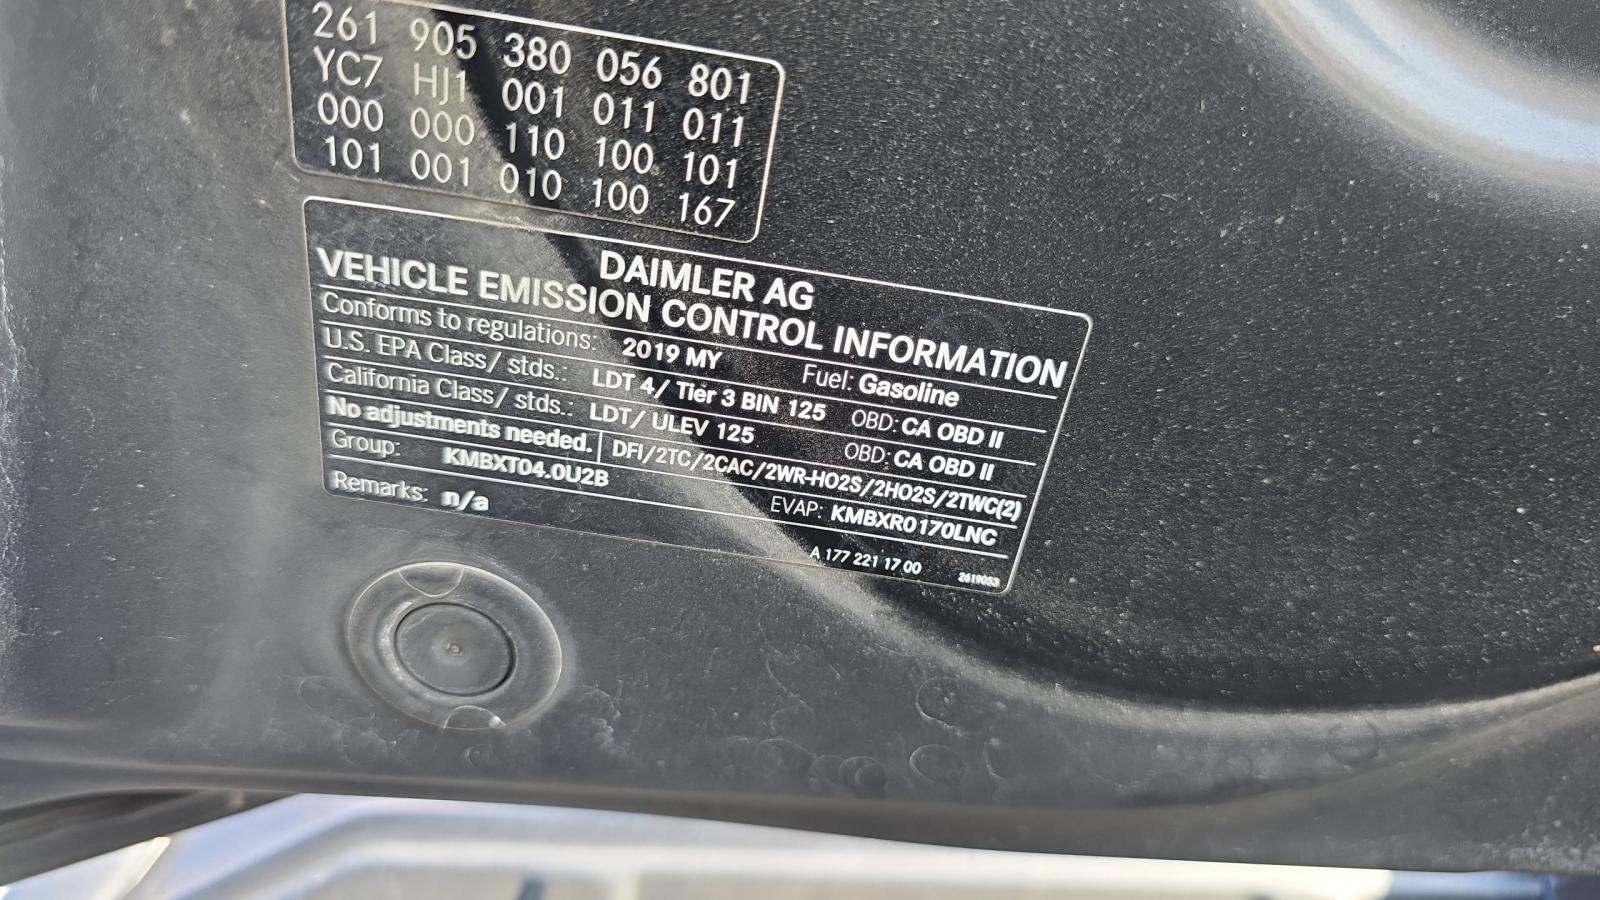 261 905 380 056 801
YC7 HJ1 001 011 011
000 000 110 100 101
101 001 010 100 167
DAIMLER AG
VEHICLE EMISSION CONTROL INFORMATION
Conforms to regulations: 2019 MY Fuel: Gasoline
U.S. EPA Class/ stds.: LDT 4/ Tier 3 BIN 125 OBD: CA OBD II
California Class/ stds.: LDT/ ULEV 125 OBD: CA OBD II
No adjustments needed. DFI/2TC/2CAC/2WR-HO2S/2HO2S/2TWC(2)
Group: KMBXT04.0U2B EVAP: KMBXR0170LNC
Remarks: n/a
A 177 221 17 00 2619053